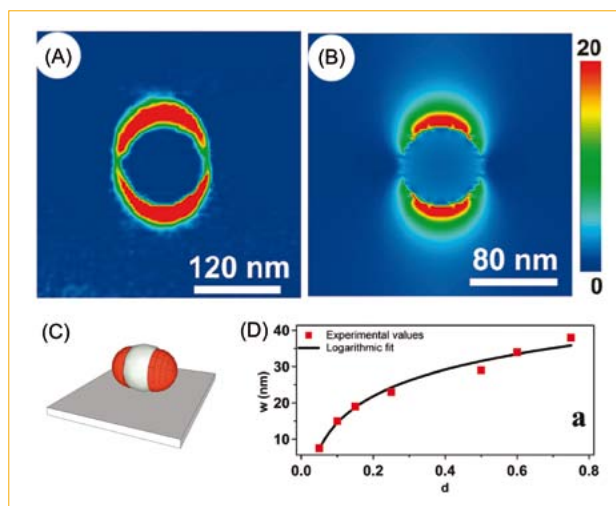 (A)
120 nm
(B)
80 nm
20
0
(C)
(D)
Experimental values
Logarithmic fit
w (nm)
40
30
20
10
a
0.0
0.2
0.4
0.6
0.8
d